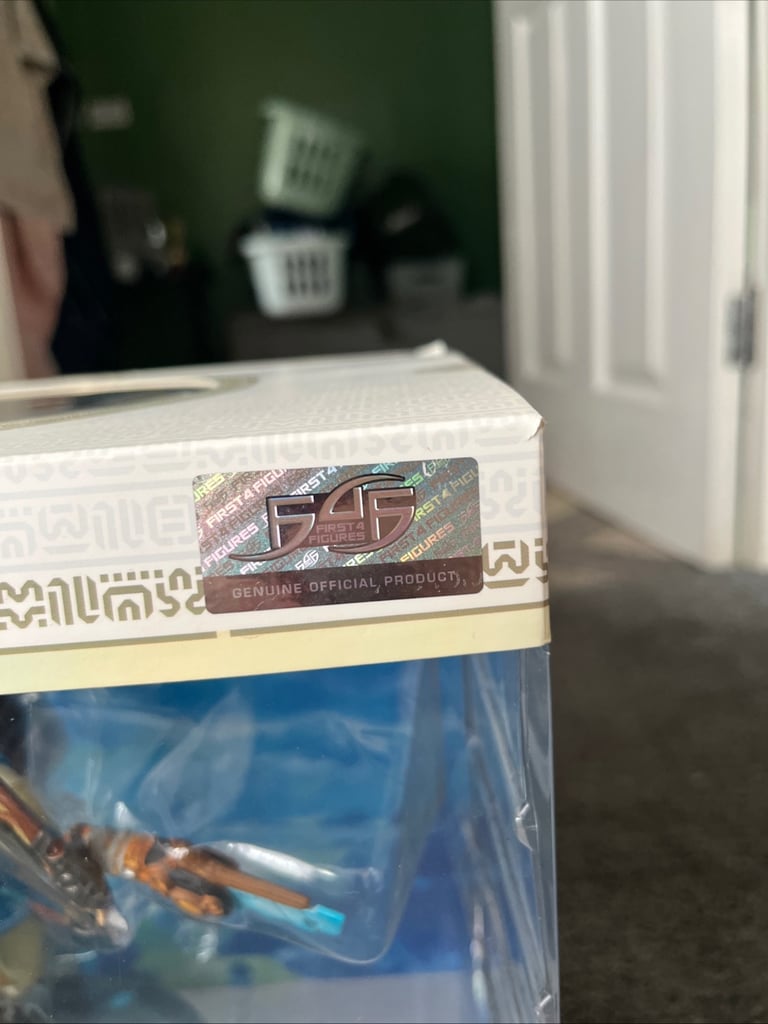 F4F
FIRST 4
FIGURES
GENUINE OFFICIAL PRODUCT